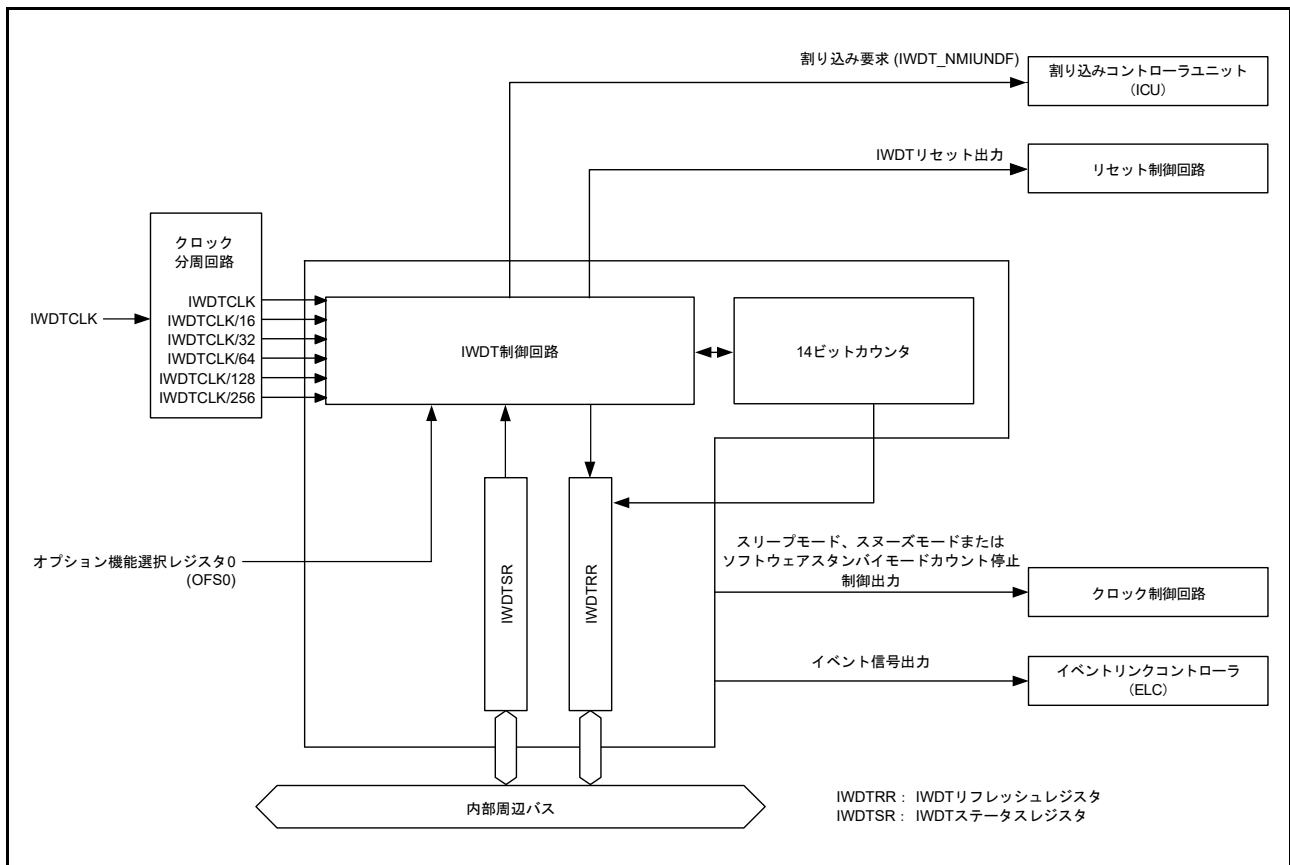 割り込み要求 (IWDT_NMIUNDF)
割り込みコントローラユニット
（ICU）
IWDTリセット出力
リセット制御回路
クロック
分周回路
IWDTCLK
IWDTCLK
IWDTCLK/16
IWDTCLK/32
IWDTCLK/64
IWDTCLK/128
IWDTCLK/256
IWDT制御回路
14ビットカウンタ
オプション機能選択レジスタ0
(OFS0)
IWDTSR
IWDTRR
スリープモード、スヌーズモードまたは
ソフトウェアスタンバイモードカウント停止
制御出力
クロック制御回路
イベント信号出力
イベントリンクコントローラ
（ELC）
内部周辺バス
IWDTRR： IWDTリフレッシュレジスタ
IWDTSR： IWDTステータスレジスタ